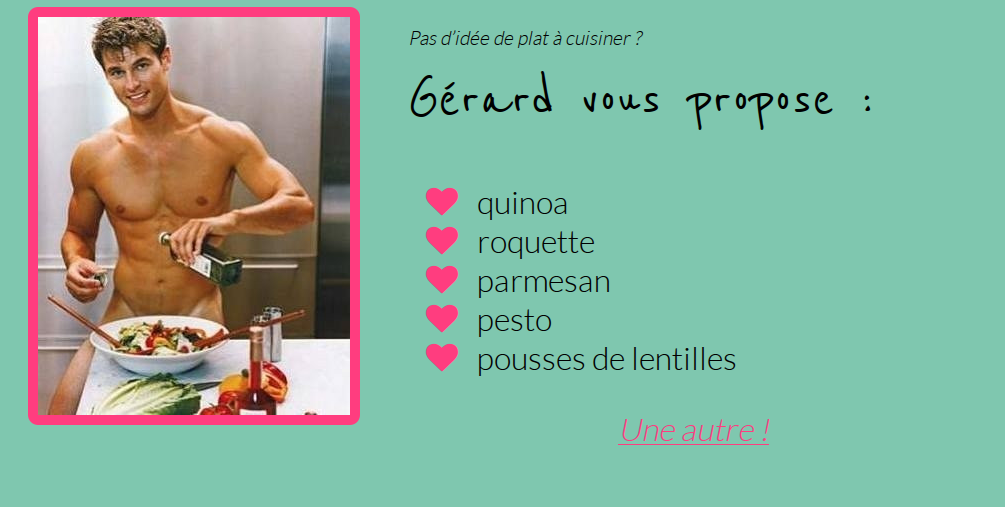 Pas d'idée de plat à cuisiner ?
Gérard vous propose :
quinoa
roquette
parmesan
pesto
pousses de lentilles
Une autre !